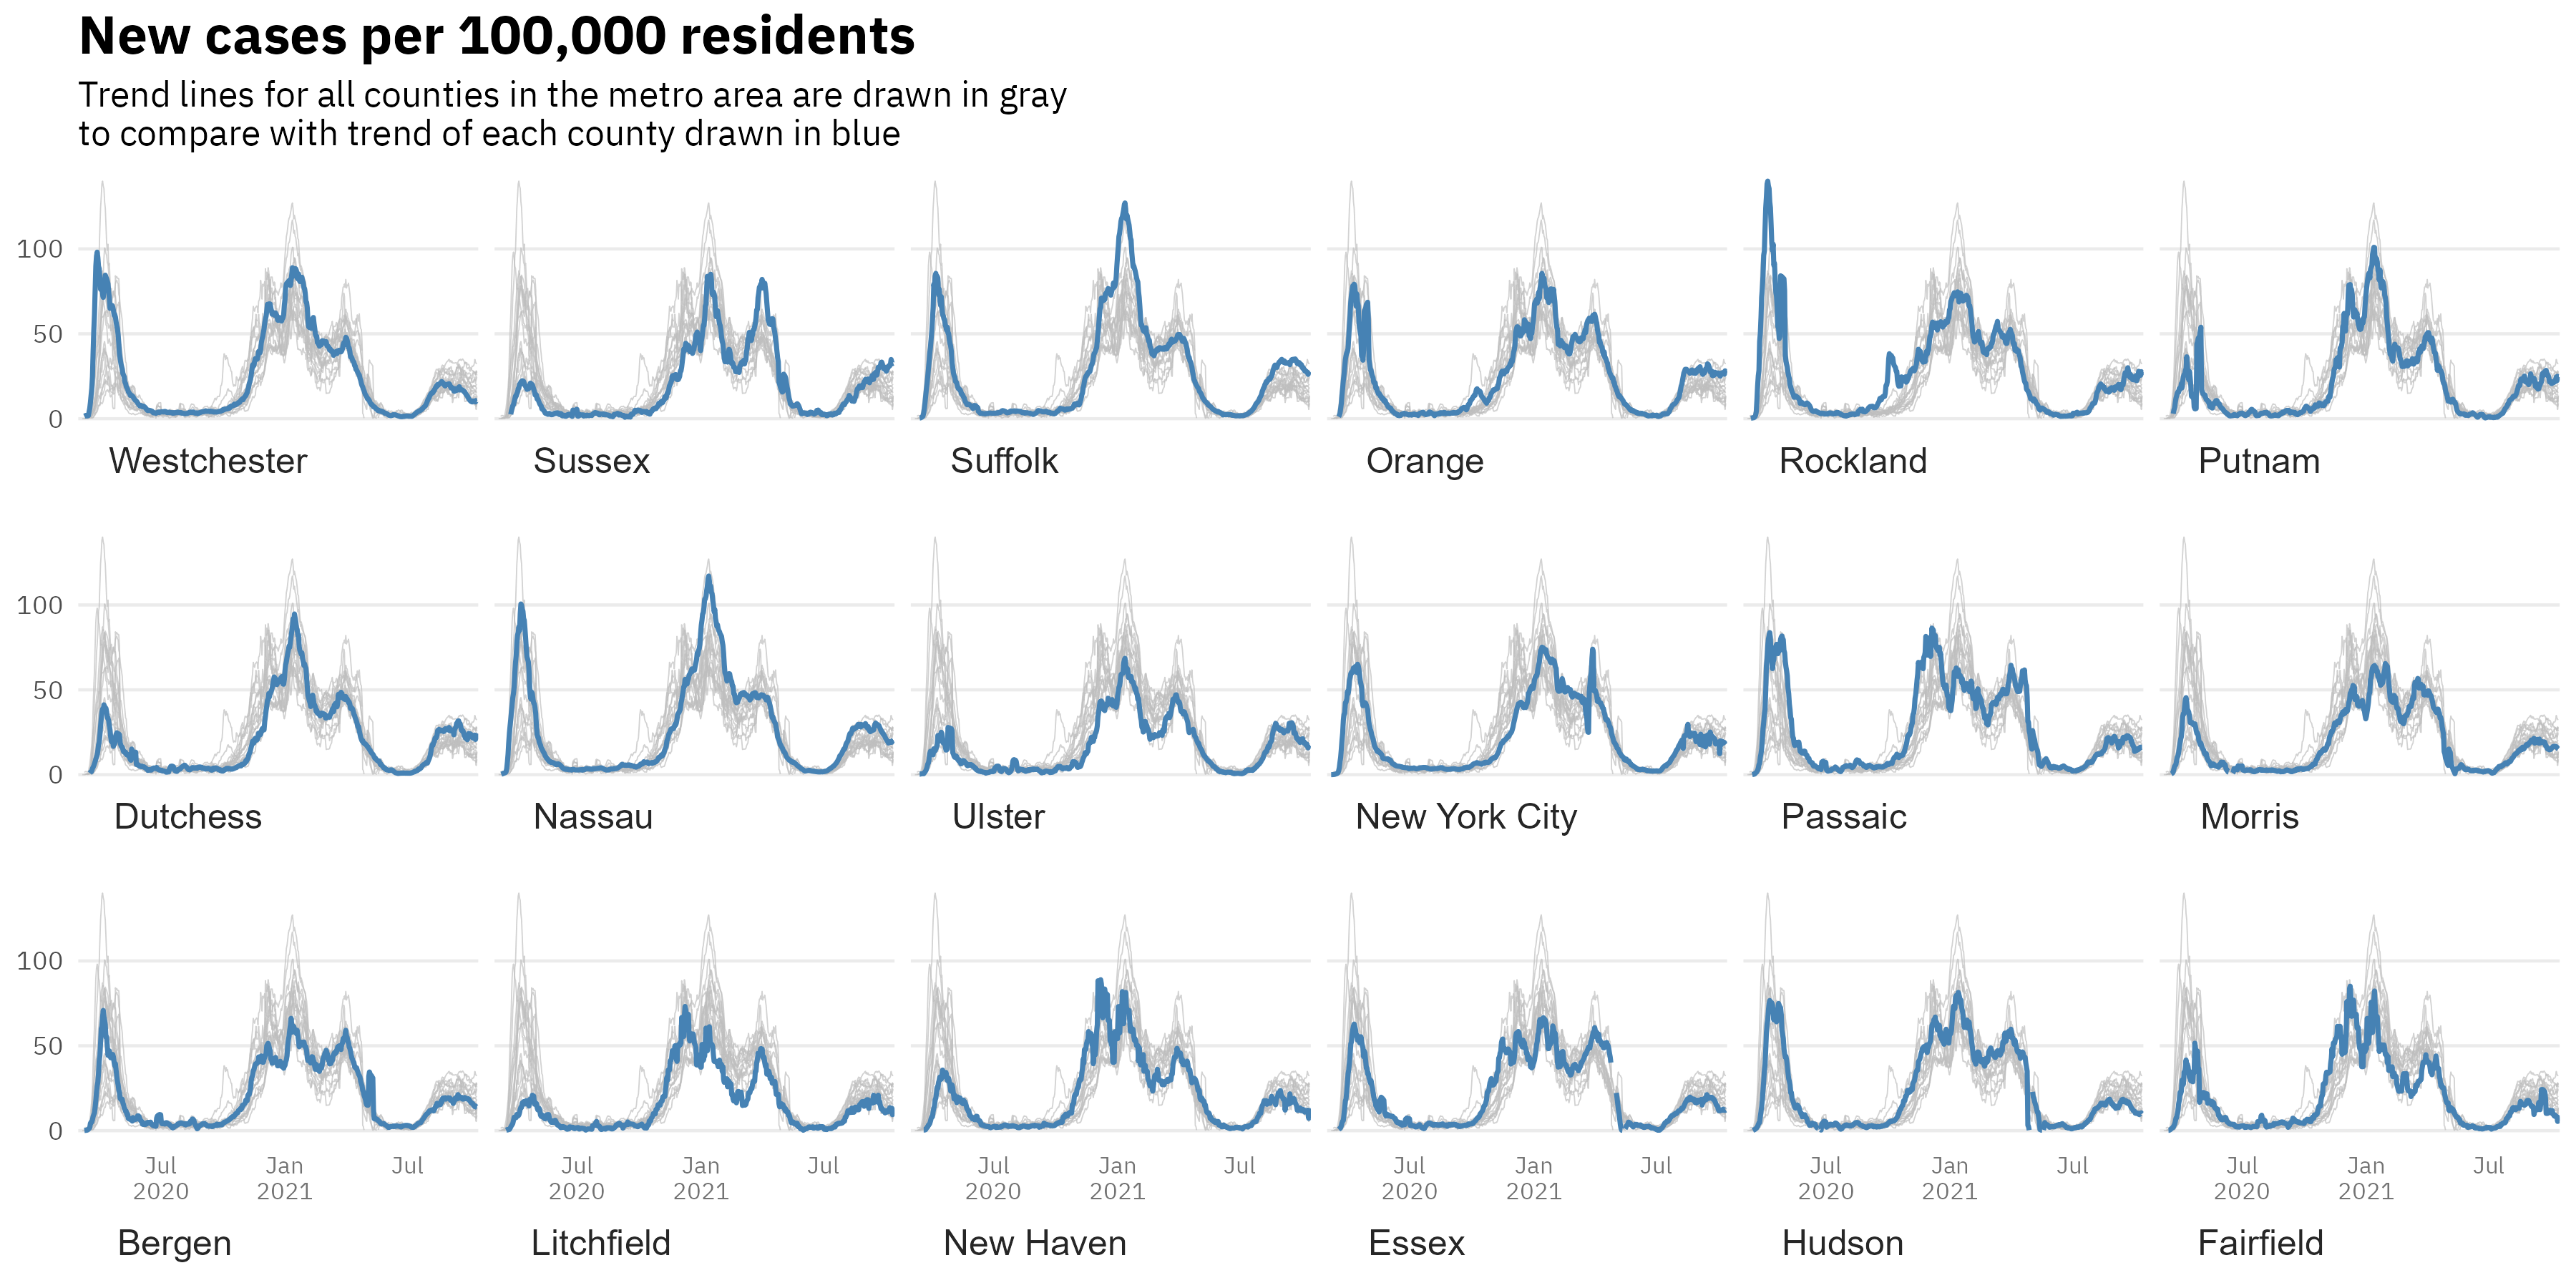 New cases per 100,000 residents
Trend lines for all counties in the metro area are drawn in gray
to compare with trend of each county drawn in blue
100
50
0
Westchester Sussex Suffolk Orange Rockland Putnam
100
50
0
Dutchess Nassau Ulster New York City Passaic Morris
100
50
0
Jul Jan Jul Jul Jan Jul Jul Jan Jul Jul Jan Jul Jul Jan Jul Jul Jan Jul
2020 2021 2020 2021 2020 2021 2020 2021 2020 2021 2020 2021
Bergen Litchfield New Haven Essex Hudson Fairfield